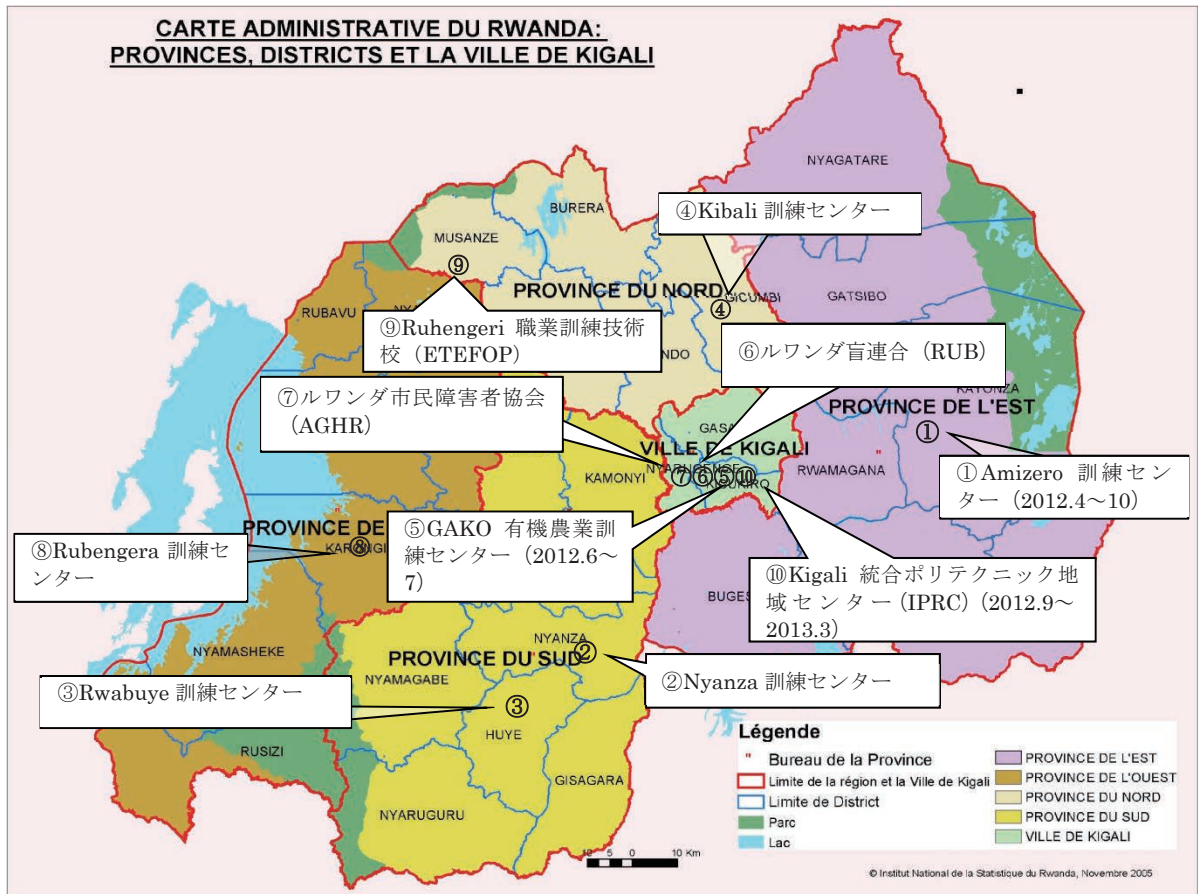 CARTE ADMINISTRATIVE DU RWANDA:
PROVINCES, DISTRICTS ET LA VILLE DE KIGALI
NYAGATARE
BURERA
MUSANZE
④Kibali 訓練センター
⑨
PROVINCE DU NORD
GICUMBI
④
GATSIBO
RUBAVU
⑨Ruhengeri 職業訓練技術
校（ETEFOP）
⑥ルワンダ盲連合（RUB）
KAYONZA
⑦ルワンダ市民障害者協会
（AGHR）
PROVINCE DE L'EST
①
VILLE DE KIGALI
KAMONYI
RWAMAGANA
⑦⑥⑤⑩
①Amizero 訓練セン
ター（2012.4～10）
PROVINCE DE
⑤GAKO 有機農業訓
練センター（2012.6～
7）
⑧Rubengera 訓練セ
ンター
⑧
⑩Kigali 統合ポリテクニック地
域センター（IPRC）（2012.9～
2013.3）
NYANZA
②
NYAMASHEKE
PROVINCE DU SUD
NYAMAGABE
③Rwabuye 訓練センター
②Nyanza 訓練センター
③
HUYE
RUSIZI
GISAGARA
NYARUGURU
Légende
" Bureau de la Province
Limite de la région et la Ville de Kigali
Limite de District
Parc
Lac
PROVINCE DE L'EST
PROVINCE DE L'OUEST
PROVINCE DU NORD
PROVINCE DU SUD
VILLE DE KIGALI
10 5 0 10 Km
© Institut National de la Statistique du Rwanda, Novembre 2005